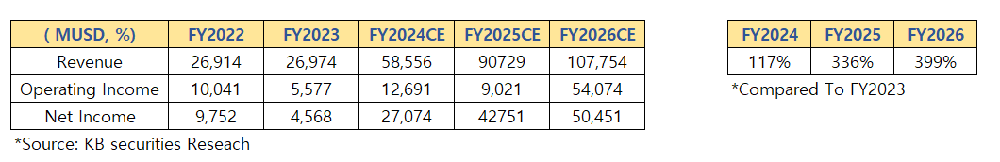 ( MUSD, %) FY2022 FY2023 FY2024CE FY2025CE FY2026CE FY2024 FY2025 FY2026
Revenue 26,914 26,974 58,556 90729 107,754 117% 336% 399%
Operating Income 10,041 5,577 12,691 9,021 54,074 *Compared To FY2023
Net Income 9,752 4,568 27,074 42751 50,451
*Source: KB securities Reseach